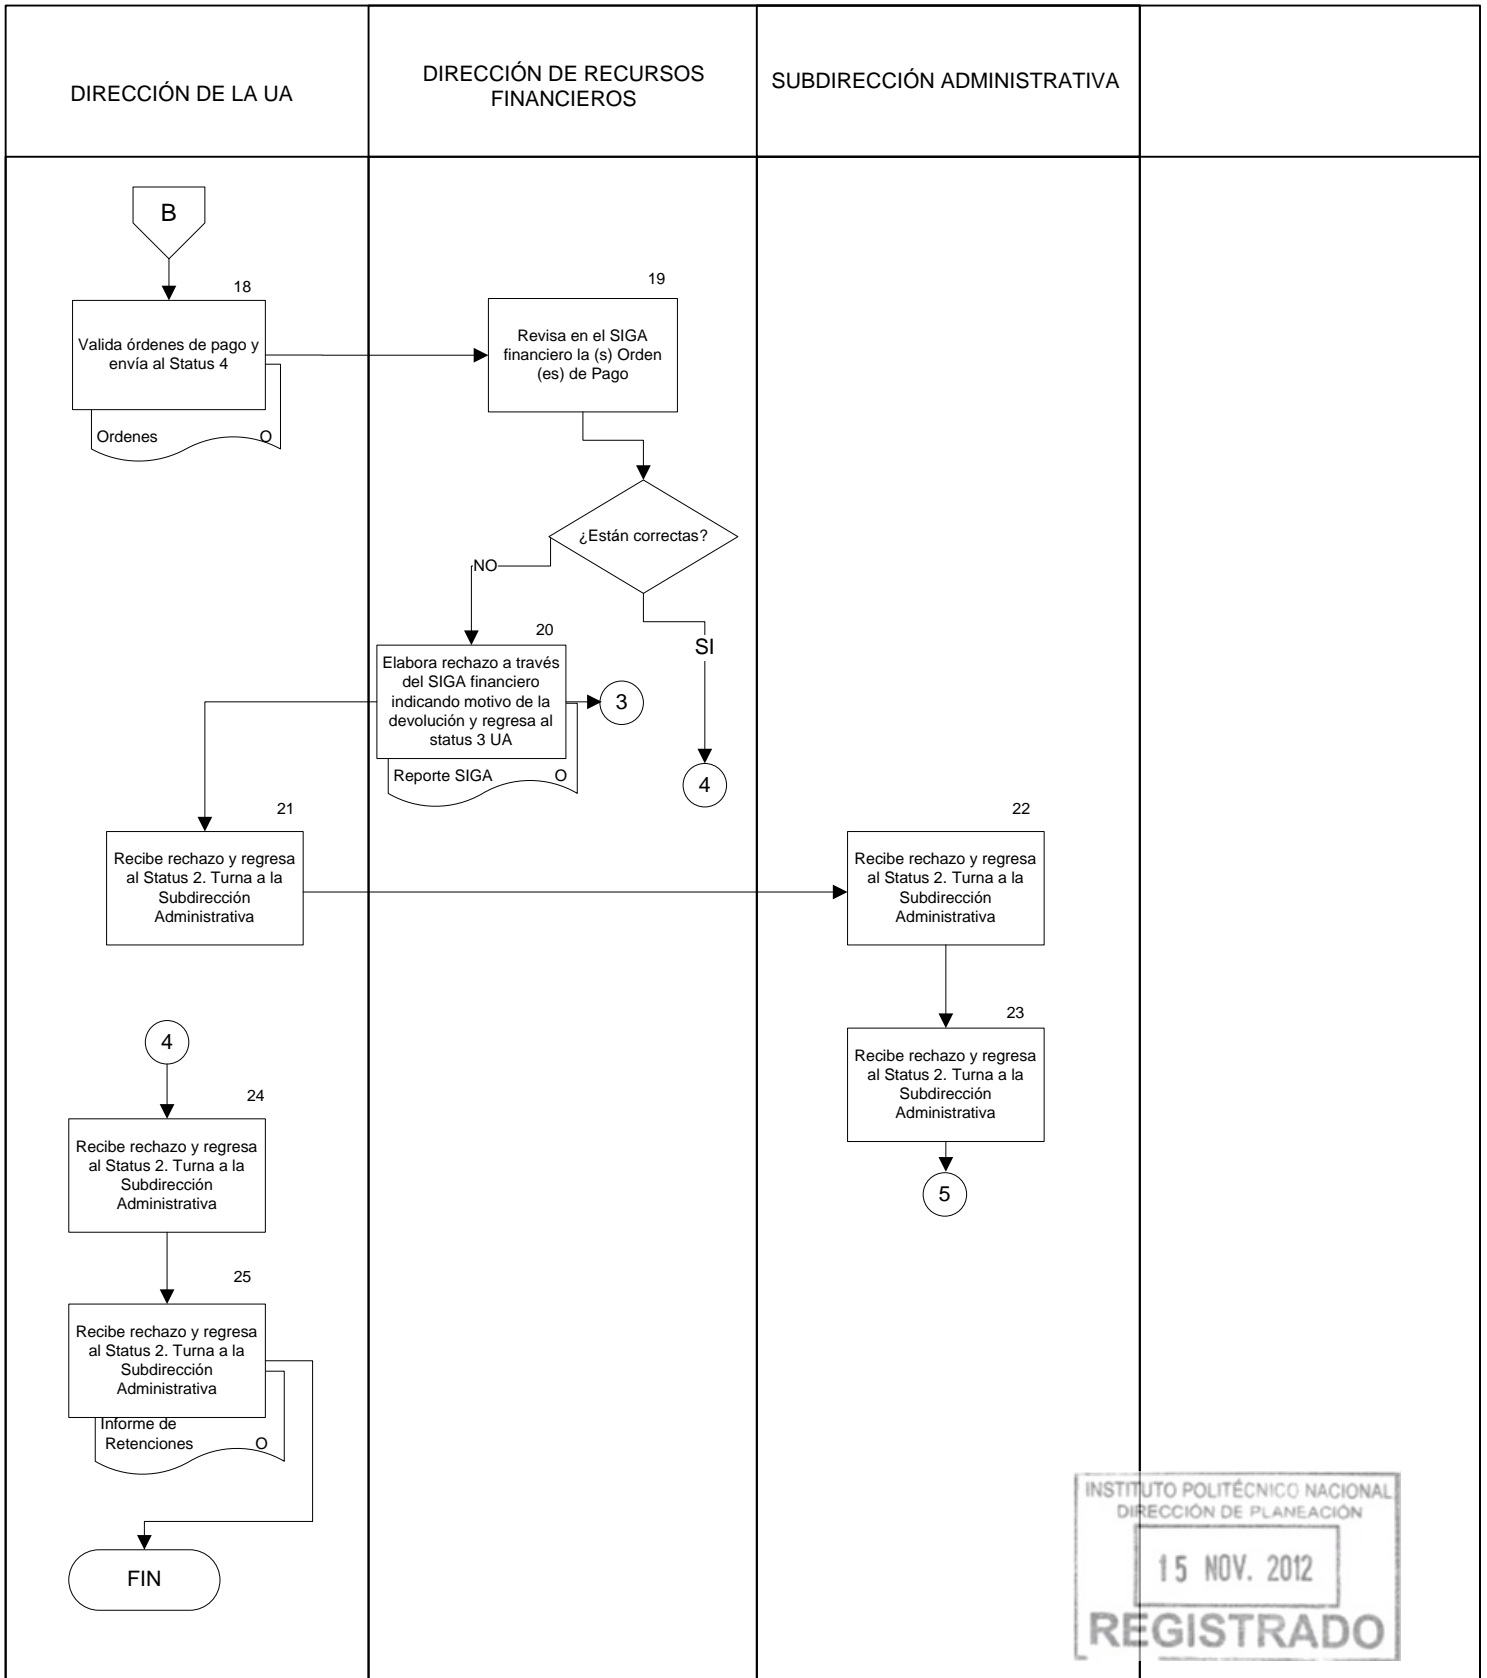 DIRECCIÓN DE LA UA
DIRECCIÓN DE RECURSOS
FINANCIEROS
SUBDIRECCIÓN ADMINISTRATIVA
B
18
Valida órdenes de pago y
envía al Status 4
Ordenes O
19
Revisa en el SIGA
financiero la (s) Orden
(es) de Pago
¿Están correctas?
NO
SI
20
Elabora rechazo a través
del SIGA financiero
indicando motivo de la
devolución y regresa al
status 3 UA
Reporte SIGA O
3
4
21
Recibe rechazo y regresa
al Status 2. Turna a la
Subdirección
Administrativa
22
Recibe rechazo y regresa
al Status 2. Turna a la
Subdirección
Administrativa
23
Recibe rechazo y regresa
al Status 2. Turna a la
Subdirección
Administrativa
5
4
24
Recibe rechazo y regresa
al Status 2. Turna a la
Subdirección
Administrativa
25
Recibe rechazo y regresa
al Status 2. Turna a la
Subdirección
Administrativa
Informe de
Retenciones O
FIN
INSTITUTO POLITÉCNICO NACIONAL
DIRECCIÓN DE PLANEACIÓN
15 NOV. 2012
REGISTRADO